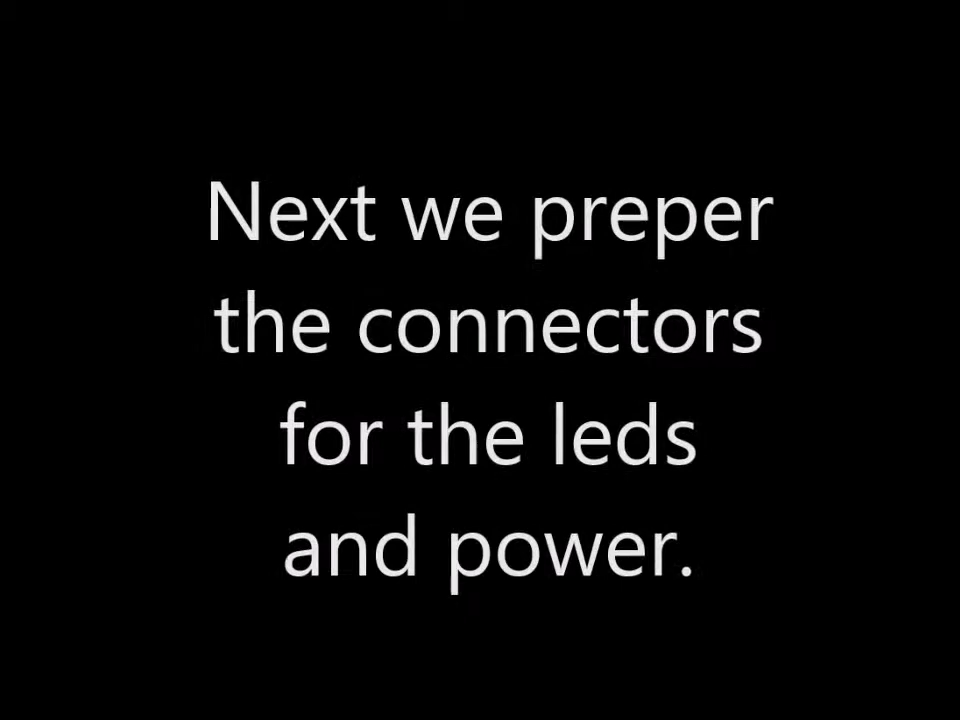 Next we preper
the connectors
for the leds
and power.